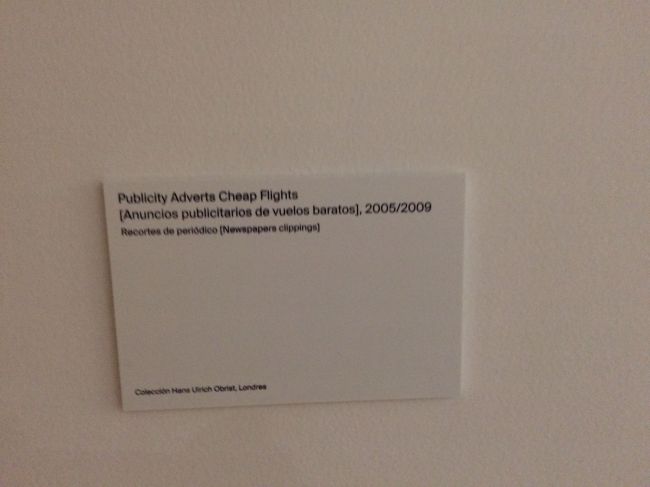 Publicity Adverts Cheap Flights
[Anuncios publicitarios de vuelos baratos], 2005/2009
Recortes de periódico [Newspapers clippings]
Colección Hans Ulrich Obrist, Londres